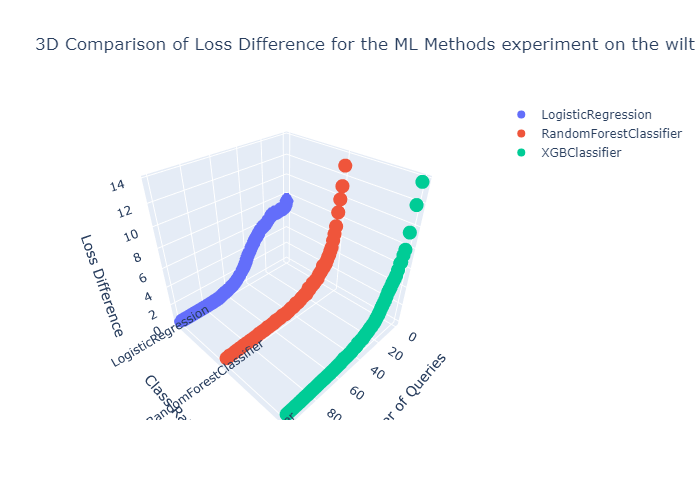 3D Comparison of Loss Difference for the ML Methods experiment on the wilt
LogisticRegression
RandomForestClassifier
XGBClassifier
14
12
10
8
6
4
2
0
Loss Difference
LogisticRegression
RandomForestClassifier
0
20
40
60
80
of Queries